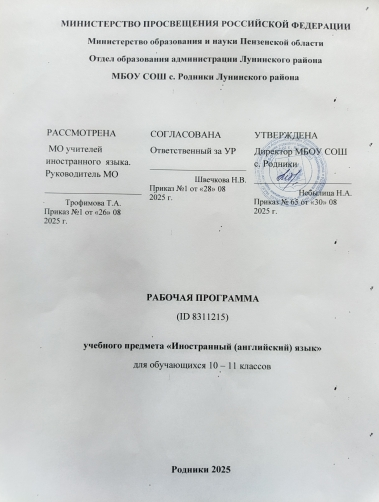 МИНИСТЕРСТВО ПРОСВЕЩЕНИЯ РОССИЙСКОЙ ФЕДЕРАЦИИ
Министерство образования и науки Пензенской области
Отдел образования администрации Лунинского района
МБОУ СОШ с. Родники Лунинского района
РАССМОТРЕНА
МО учителей
иностранного языка.
Руководитель МО
Трофимова Т.А.
Приказ №1 от «26» 08
2025 г.
СОГЛАСОВАНА
Ответственный за УР
Швечкова Н.В.
Приказ №1 от «28» 08
2025 г.
УТВЕРЖДЕНА
Директор МБОУ СОШ
с. Родники
Небылица Н.А.
Приказ № 63 от «30» 08
2025 г.
РАБОЧАЯ ПРОГРАММА
(ID 8311215)
учебного предмета «Иностранный (английский) язык»
для обучающихся 10 – 11 классов
Родники 2025